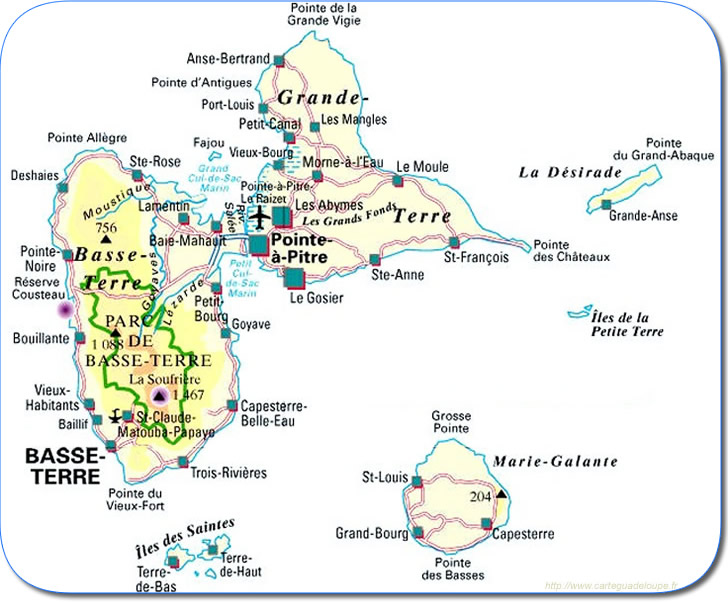 Pointe de la
Grande Vigie
Anse-Bertrand
Pointe d'Antigues
Grande-
Port-Louis
Les Mangles
Petit-Canal
Pointe Allègre
Fajou
Vieux-Bourg
Morne-à-l'Eau
Le Moule
Ste-Rose
Grand
Cul-de-Sac
Marin
Deshaies
Moustique
Pointe-à-Pitre-
Le Raizet
Lamentin
Les Abymes
Les Grands Fonds
Terre
Riv.
Salée
756
Baie-Mahault
Pointe-
à-Pitre
St-François
Pointe
des Châteaux
La Désirade
Pointe
du Grand-Abaque
Grande-Anse
Basse-
Terre
Pointe-
Noire
Réserve
Cousteau
Goyaves
Lézarde
Petit
Cul-
de-Sac
Marin
Ste-Anne
Le Gosier
Petit-
Bourg
Îles de la
Petite Terre
Goyave
Bouillante
PARC
1 088
DE
BASSE-TERRE
La Soufrière
1 467
Vieux-
Habitants
Baillif
St-Claude-
Matouba-Papaye
Capesterre-
Belle-Eau
BASSE-
TERRE
Trois-Rivières
Pointe du
Vieux-Fort
Grosse
Pointe
Marie-Galante
St-Louis
204
Grand-Bourg
Capesterre
Pointe
des Basses
Îles des Saintes
Terre-
de-Haut
Terre-
de-Bas
http://www.carteguadeloupe.fr